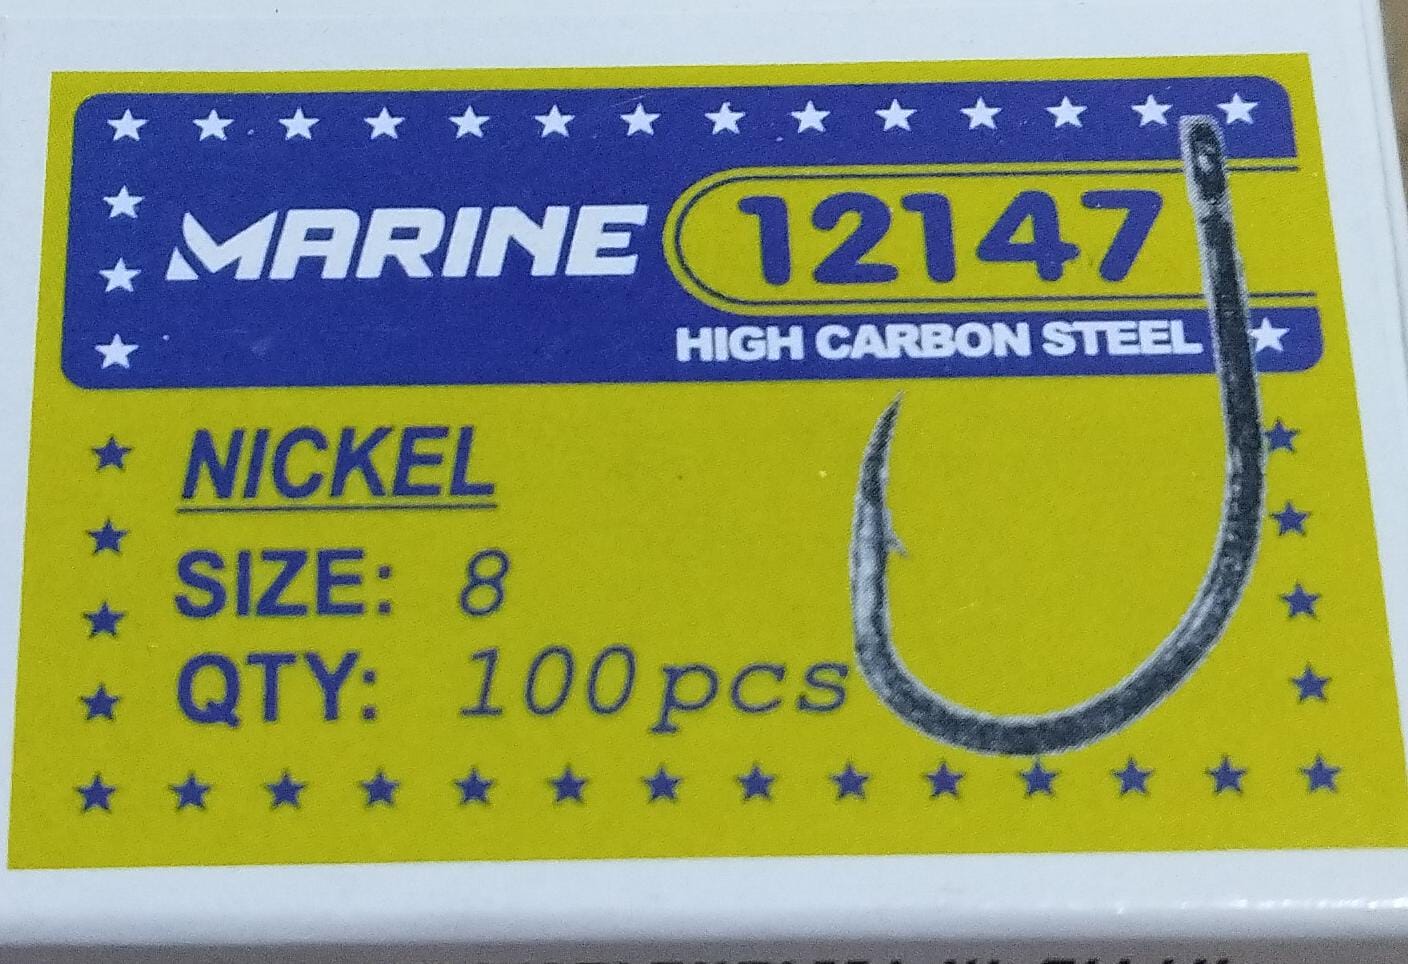 MARINE 12147
HIGH CARBON STEEL
NICKEL
SIZE: 8
QTY: 100pcs